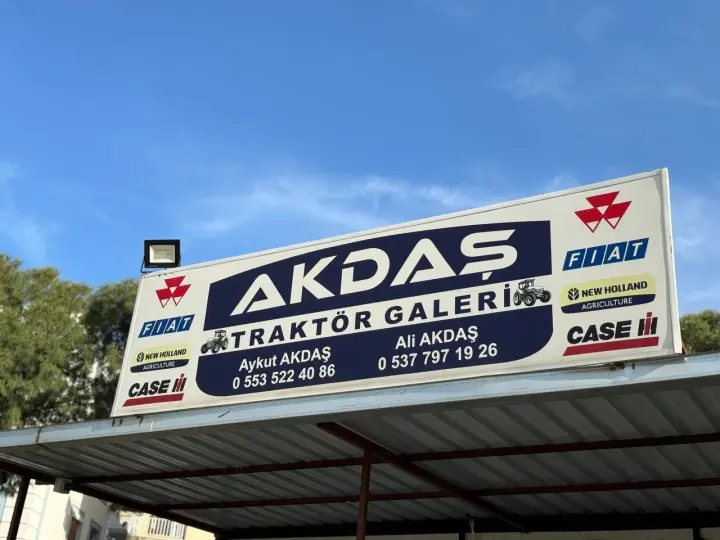 AKDAŞ
TRAKTÖR GALERİ
Aykut AKDAŞ
0 553 522 40 86
Ali AKDAŞ
0 537 797 19 26
FIAT
NEW HOLLAND
AGRICULTURE
CASE IH
FIAT
NEW HOLLAND
AGRICULTURE
CASE IH